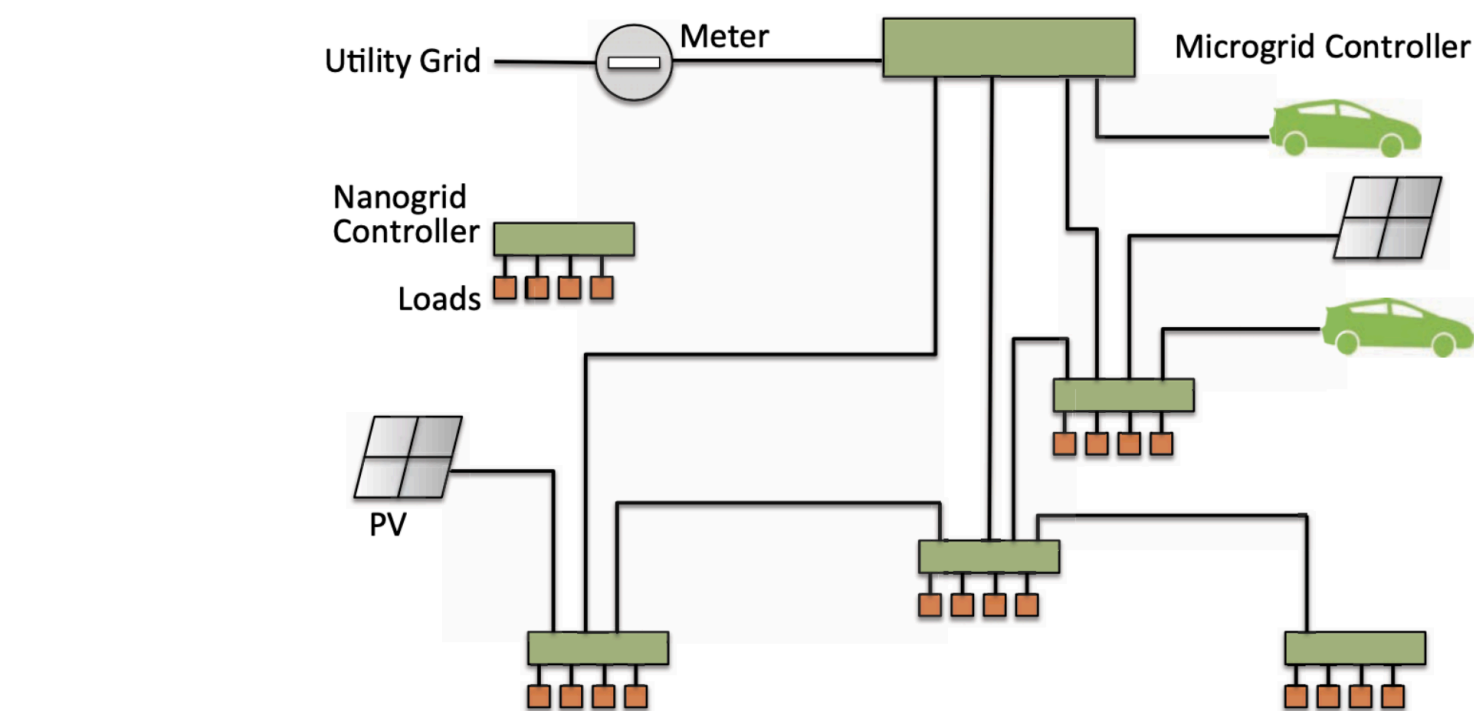 Utility Grid
Meter
Microgrid Controller
Nanogrid
Controller
Loads
PV